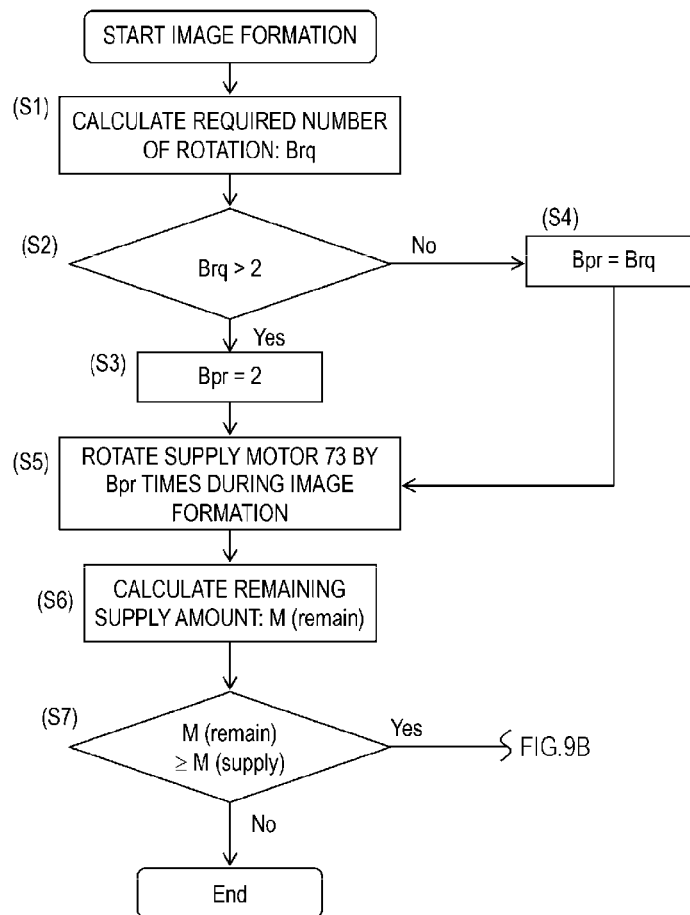 START IMAGE FORMATION
(S1)
CALCULATE REQUIRED NUMBER
OF ROTATION: Brq
(S2)
Brq > 2
No
(S4)
Bpr = Brq
Yes
(S3)
Bpr = 2
(S5)
ROTATE SUPPLY MOTOR 73 BY
Bpr TIMES DURING IMAGE
FORMATION
(S6)
CALCULATE REMAINING
SUPPLY AMOUNT: M (remain)
(S7)
M (remain)
≥ M (supply)
Yes
FIG.9B
No
End